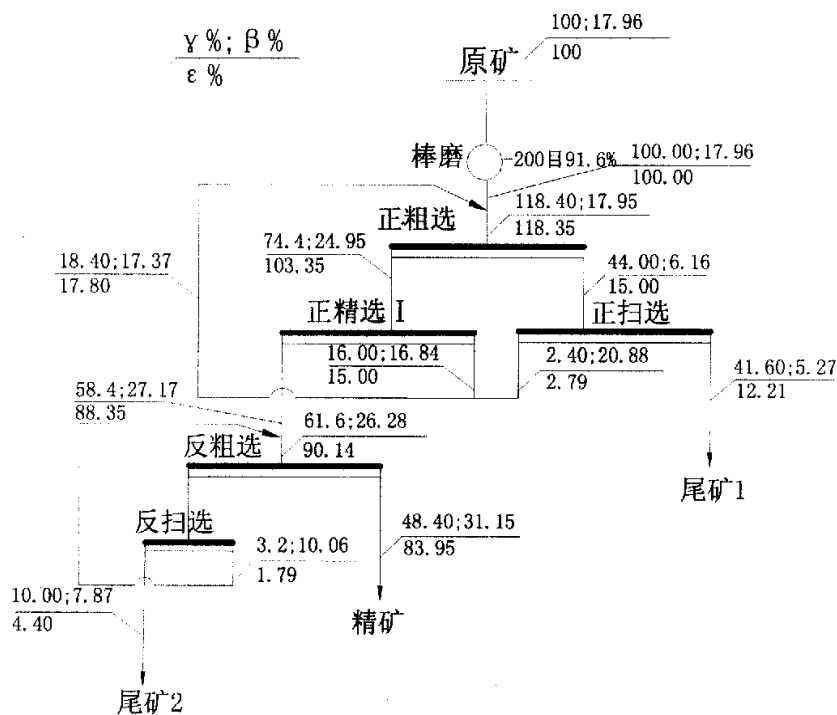 γ%; β%
ε%
100;17.96
100
原矿
棒磨
-200目91.6%
100.00;17.96
100.00
118.40;17.95
118.35
正粗选
74.4;24.95
103.35
18.40;17.37
17.80
44.00;6.16
15.00
正精选Ⅰ
正扫选
16.00;16.84
15.00
2.40;20.88
2.79
41.60;5.27
12.21
58.4;27.17
88.35
61.6;26.28
90.14
反粗选
尾矿1
反扫选
48.40;31.15
83.95
3.2;10.06
1.79
10.00;7.87
4.40
精矿
尾矿2